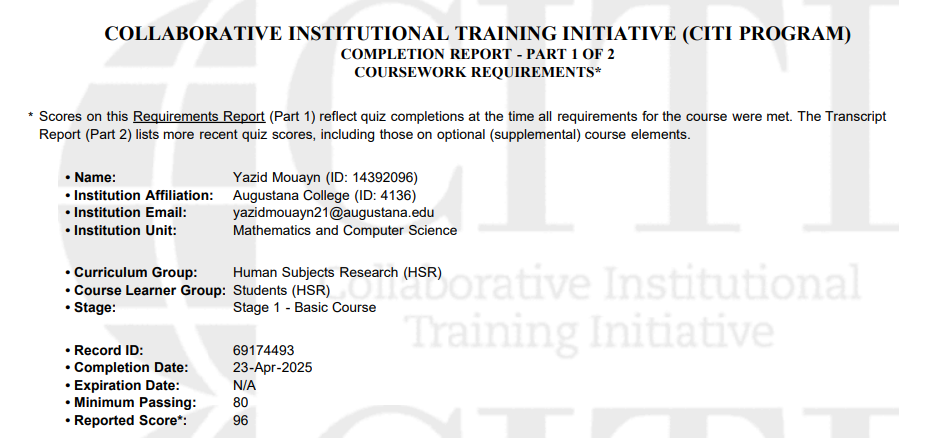 COLLABORATIVE INSTITUTIONAL TRAINING INITIATIVE (CITI PROGRAM)
COMPLETION REPORT - PART 1 OF 2
COURSEWORK REQUIREMENTS*
* Scores on this Requirements Report (Part 1) reflect quiz completions at the time all requirements for the course were met. The Transcript
Report (Part 2) lists more recent quiz scores, including those on optional (supplemental) course elements.
• Name: Yazid Mouayn (ID: 14392096)
• Institution Affiliation: Augustana College (ID: 4136)
• Institution Email: yazidmouayn21@augustana.edu
• Institution Unit: Mathematics and Computer Science
• Curriculum Group: Human Subjects Research (HSR)
• Course Learner Group: Students (HSR)
• Stage: Stage 1 - Basic Course
• Record ID: 69174493
• Completion Date: 23-Apr-2025
• Expiration Date: N/A
• Minimum Passing: 80
• Reported Score*: 96
CITI
Collaborative Institutional
Training Initiative
CITI